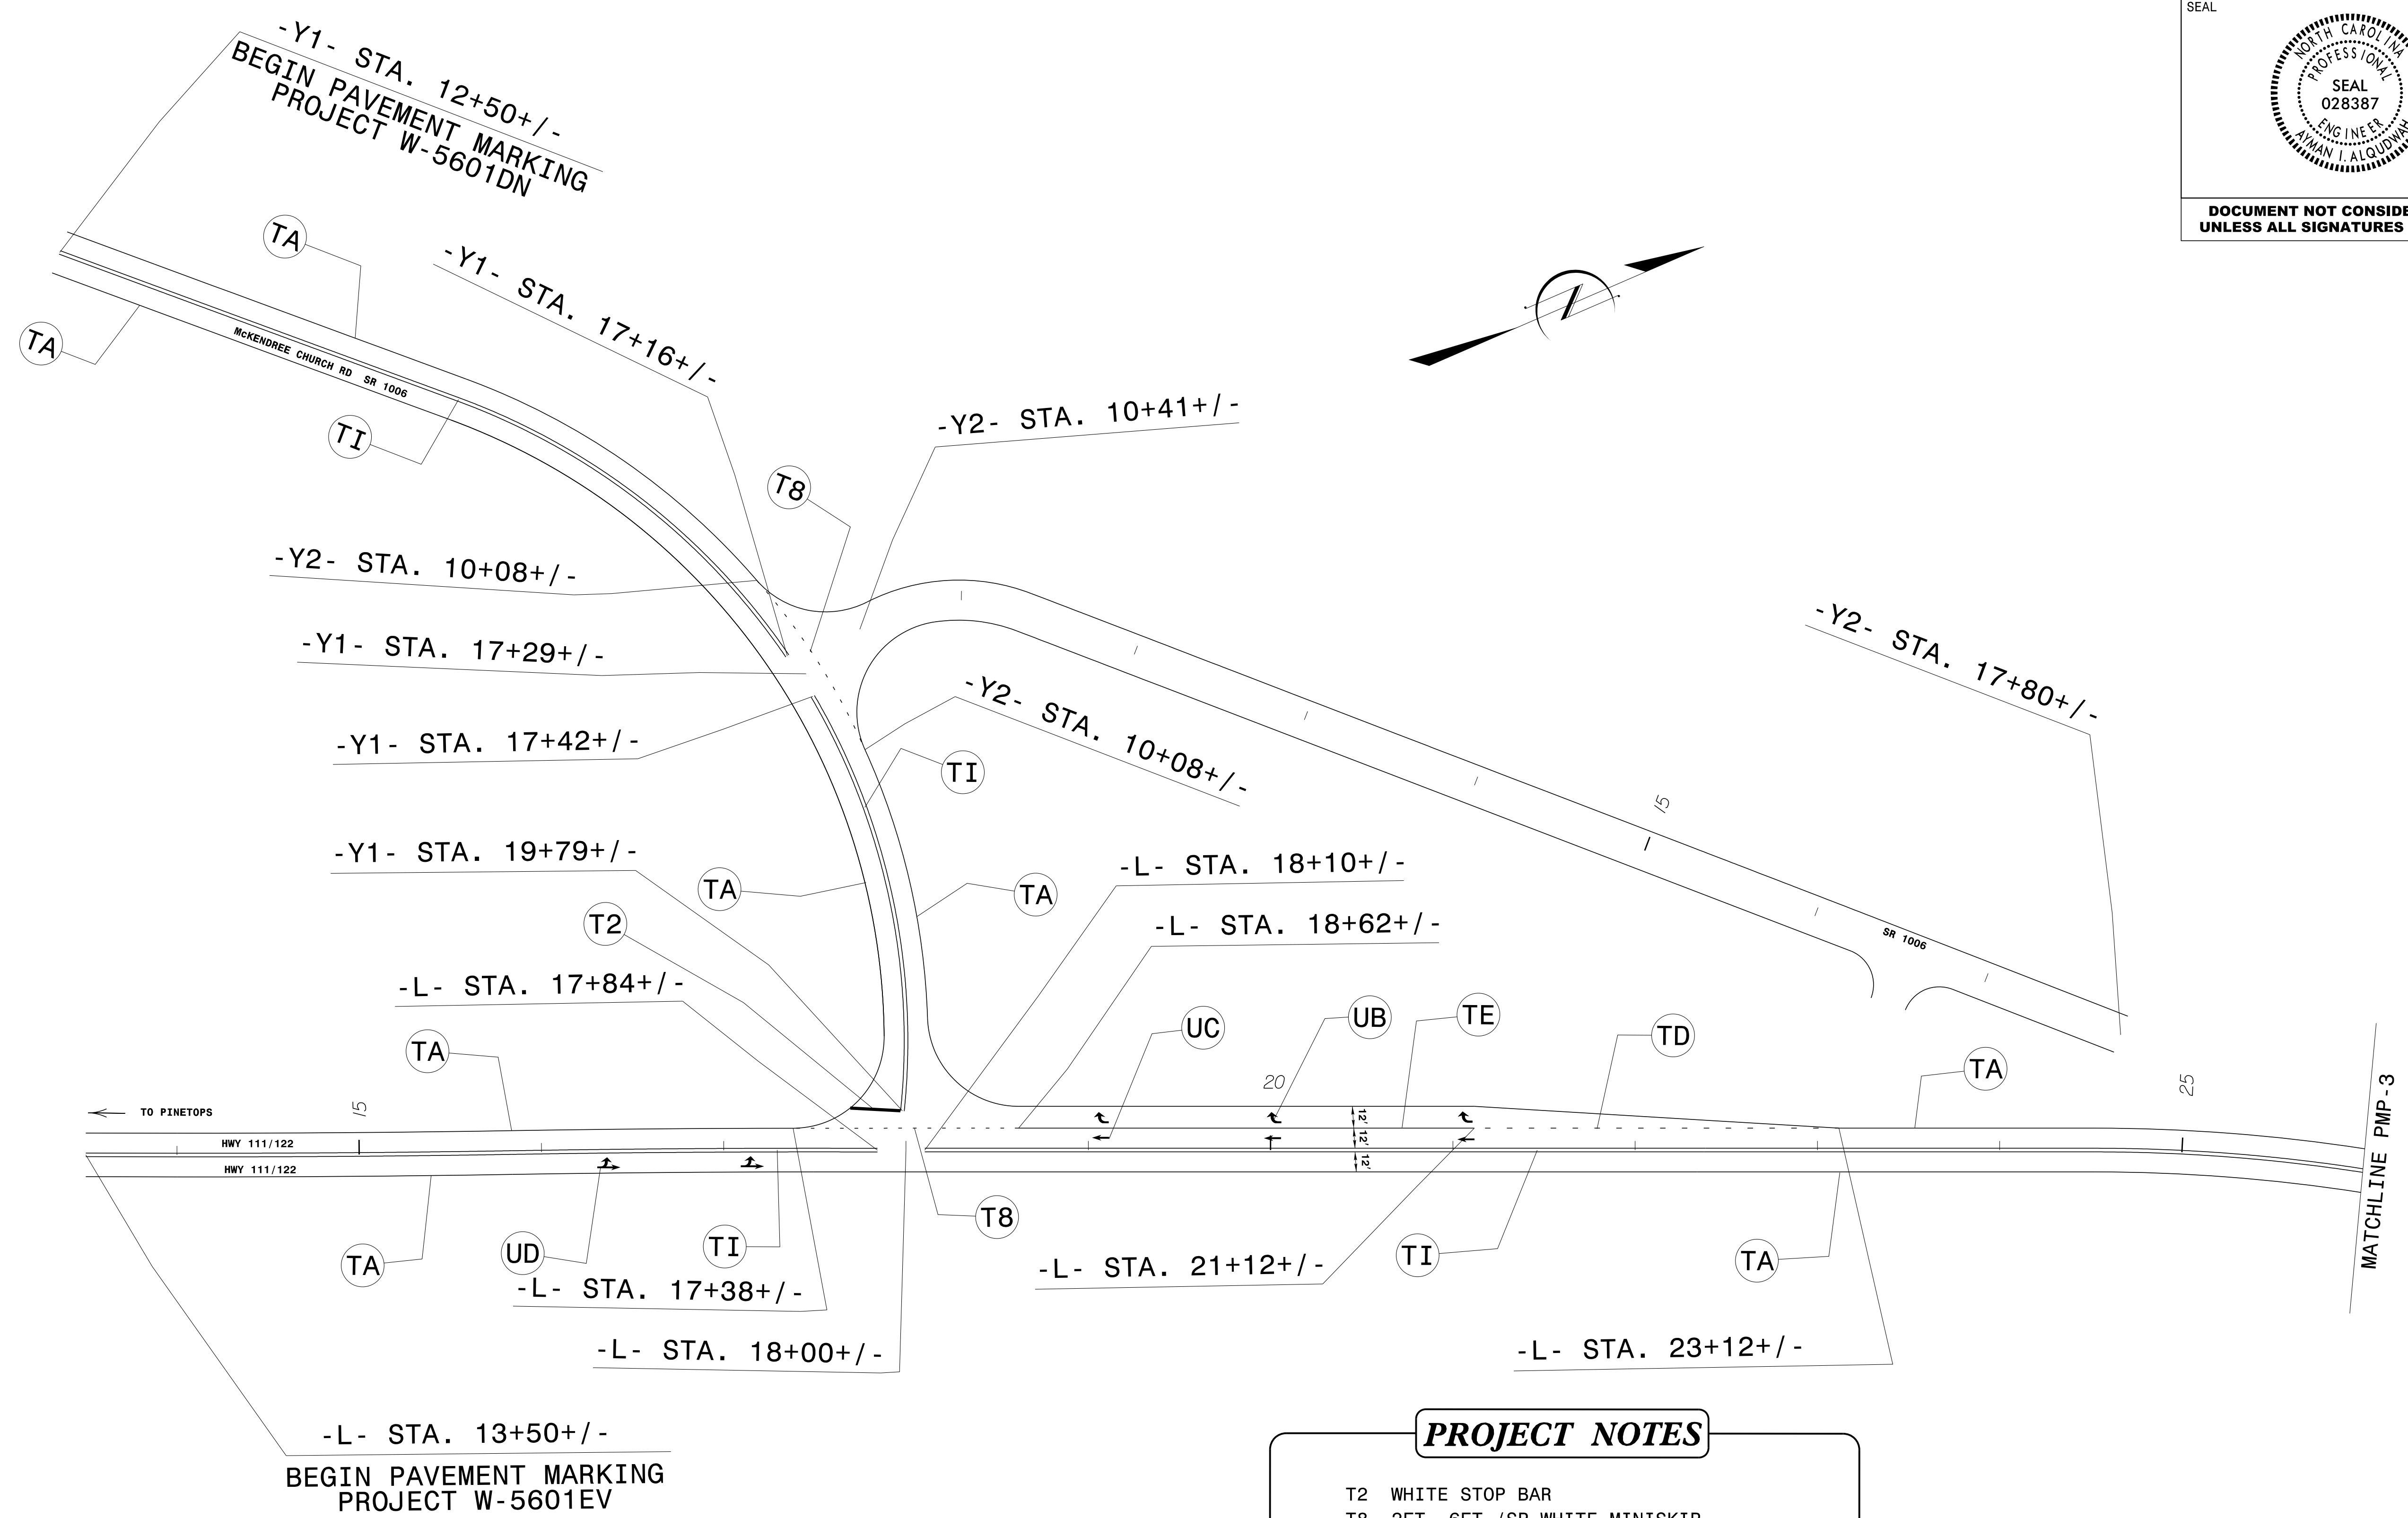 SEAL
NORTH CAROLINA
PROFESSIONAL
SEAL
028387
ENGINEER
AYMAN I. ALQUDWAH
DOCUMENT NOT
UNLESS ALL SIGNATURES
-Y1- STA. 12+50+/-
BEGIN PAVEMENT MARKING
PROJECT W-5601DN
TA
-Y1- STA. 17+16+/-
TA
McKENDREE CHURCH RD SR 1006
TI
-Y2- STA. 10+41+/-
T8
-Y2- STA. 10+08+/-
-Y1- STA. 17+29+/-
-Y2- STA. 17+80+/-
-Y2- STA. 10+08+/-
-Y1- STA. 17+42+/-
TI
15
-Y1- STA. 19+79+/-
TA
TA
-L- STA. 18+10+/-
T2
-L- STA. 18+62+/-
SR 1006
-L- STA. 17+84+/-
UC
UB
TE
TD
TA
TA
15
20
25
TO PINETOPS
12'
12'
12'
HWY 111/122
HWY 111/122
MATCHLINE PMP-3
TA
UD
TI
T8
TI
TA
-L- STA. 21+12+/-
-L- STA. 17+38+/-
-L- STA. 18+00+/-
-L- STA. 23+12+/-
-L- STA. 13+50+/-
BEGIN PAVEMENT MARKING
PROJECT W-5601EV
PROJECT NOTES
T2 WHITE STOP BAR
T8 2FT.-6FT./SP WHITE MINISKIP